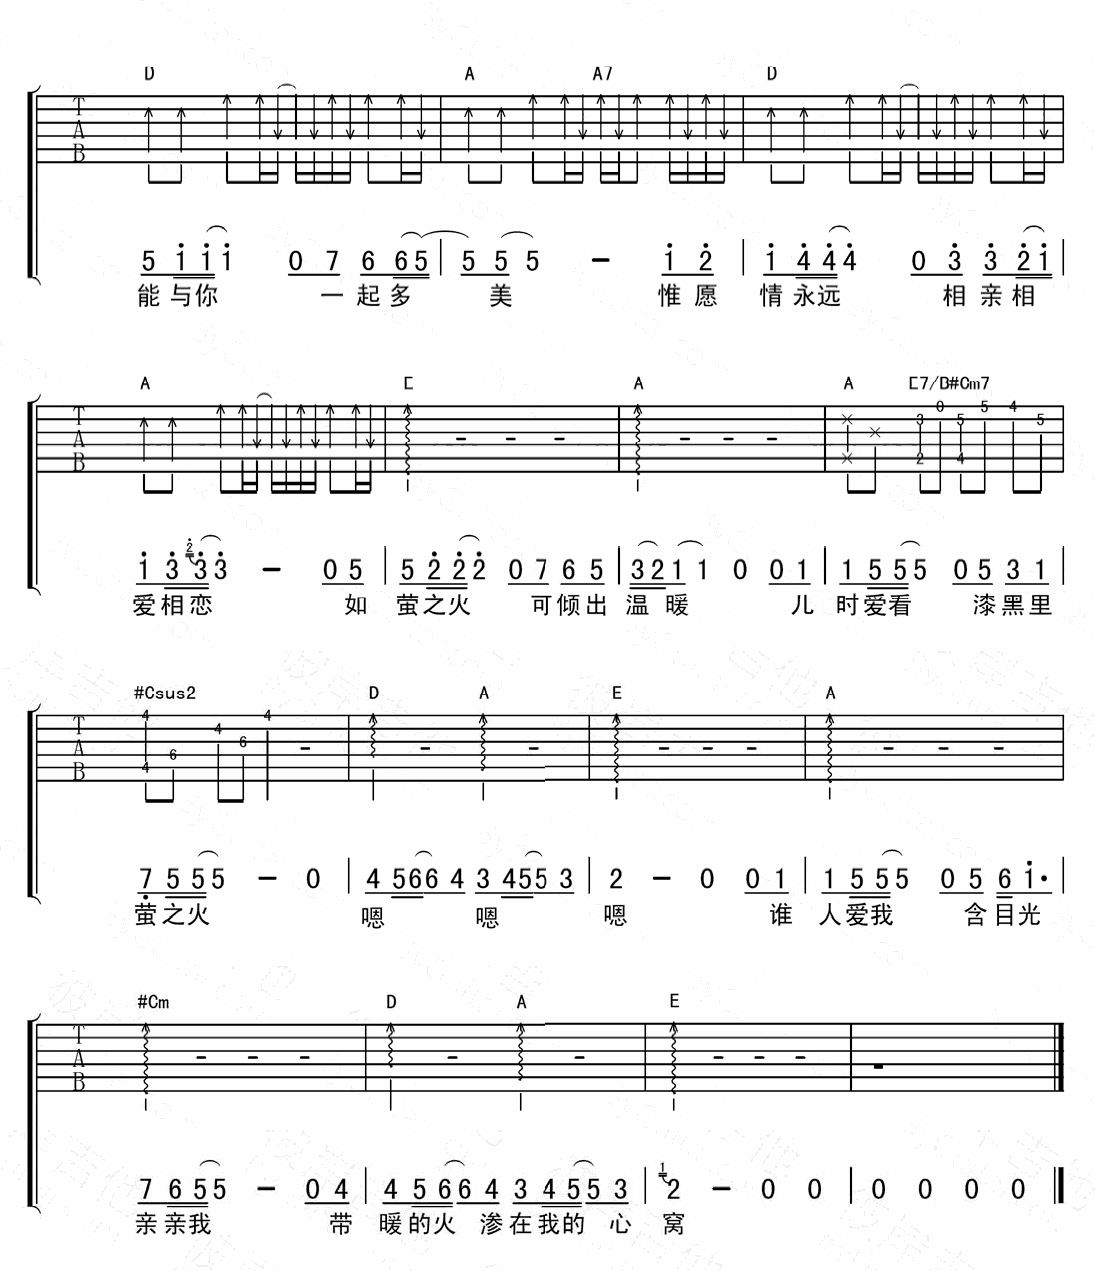 D A A7 D
T
A
B
5 1 1 1 0 7 6 6 5 5 5 5 – 1 2 1 4 4 4 0 3 3 2 1
能与你 一起多 美 惟愿 情永远 相亲相
A E A A E7/B #Cm7
T
A
B
3 2 0 5 4 5 4 5
1 3 2 3 3 – 0 5 5 2 2 2 0 7 6 5 3 2 1 1 0 0 1 1 5 5 5 0 5 3 1
爱相恋 如 萤之火 可倾出 温暖 儿 时爱看 漆黑里
#Csus2 D A E A
T
A
B
4 4 6 4 6 4
7 5 5 5 – 0 4 5 6 6 4 3 4 5 5 3 2 – 0 0 1 1 5 5 5 0 5 6 1·
萤之火 嗯 嗯 嗯 谁 人爱我 含目光
#Cm D A E
T
A
B
7 6 5 5 – 0 4 4 5 6 6 4 3 4 5 5 3 1 2 – 0 0 0 0 0 0
亲亲我 带 暖的火 渗在我的 心 窝